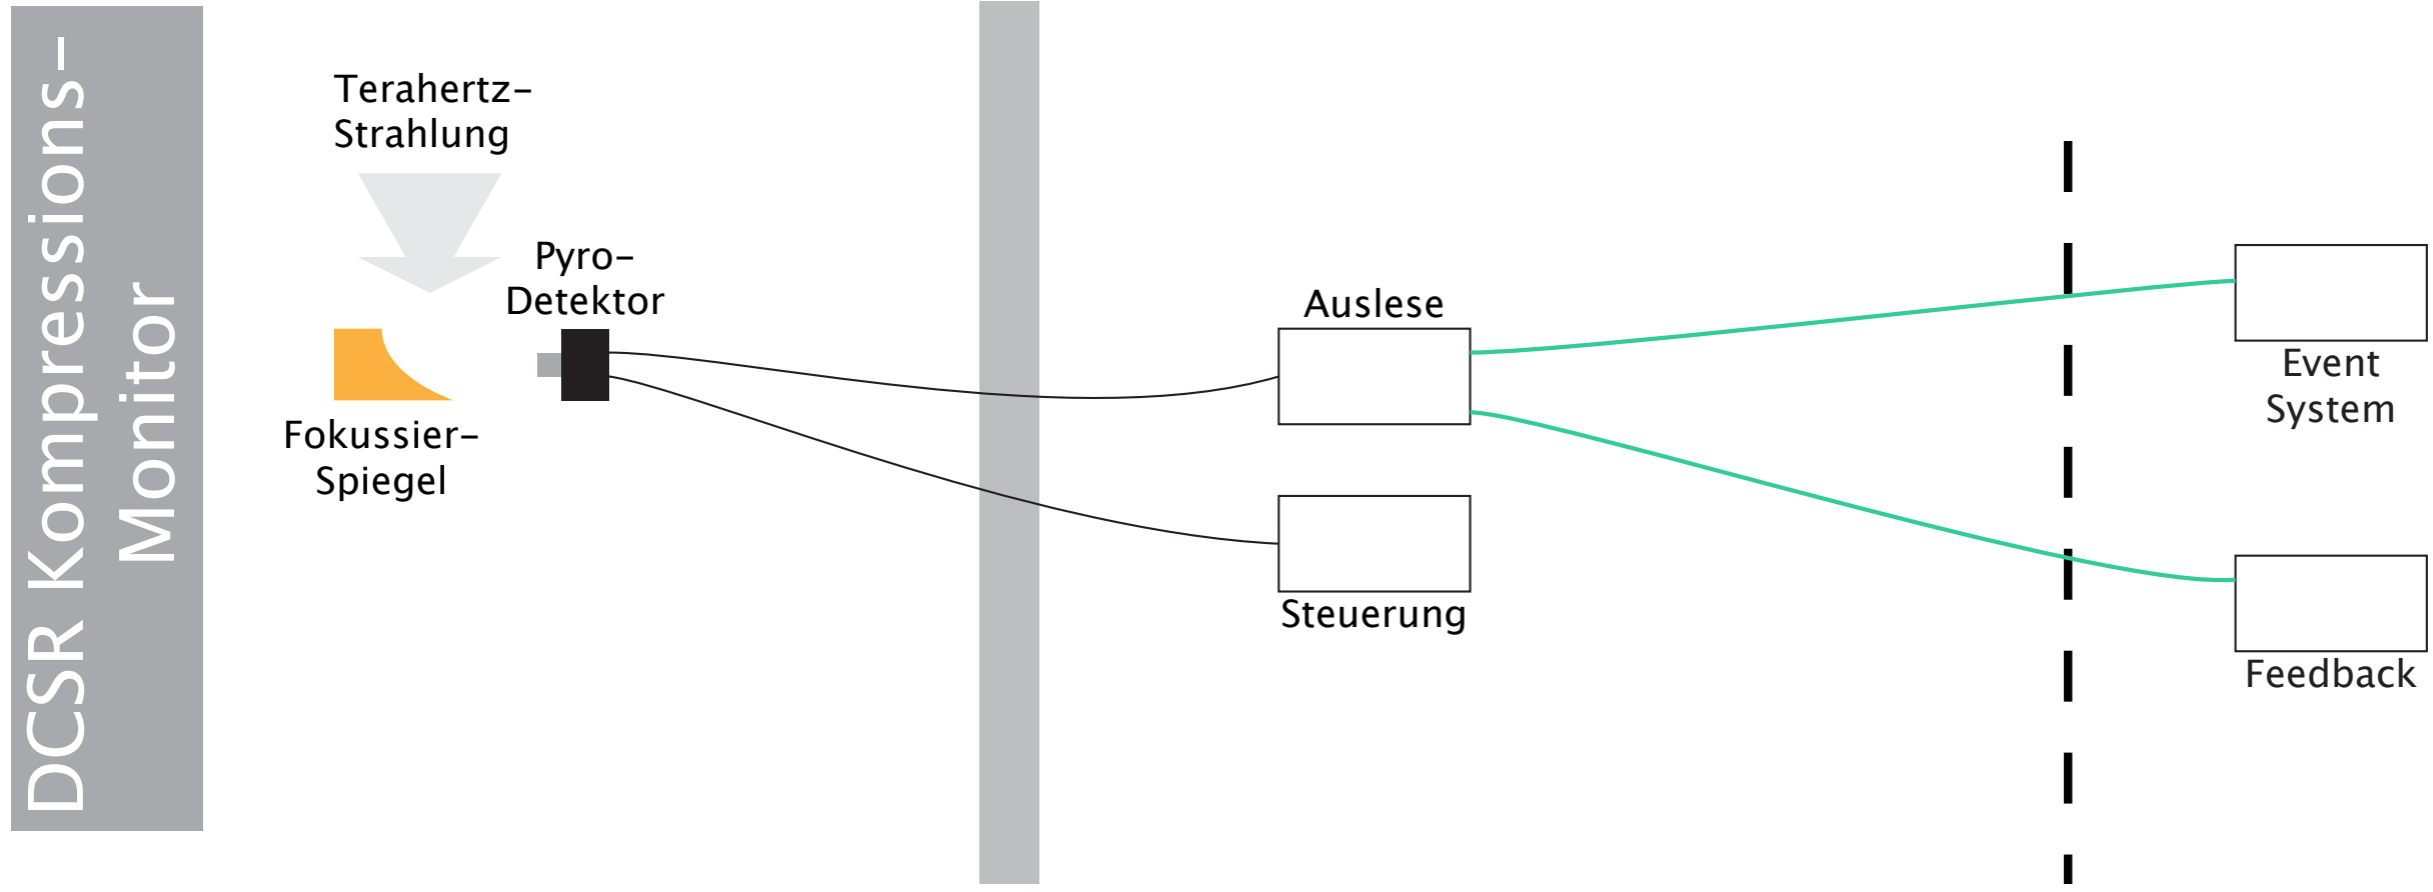 DCSR Kompressions-
Monitor
Terahertz-
Strahlung
Pyro-
Detektor
Fokussier-
Spiegel
Auslese
Steuerung
Event
System
Feedback